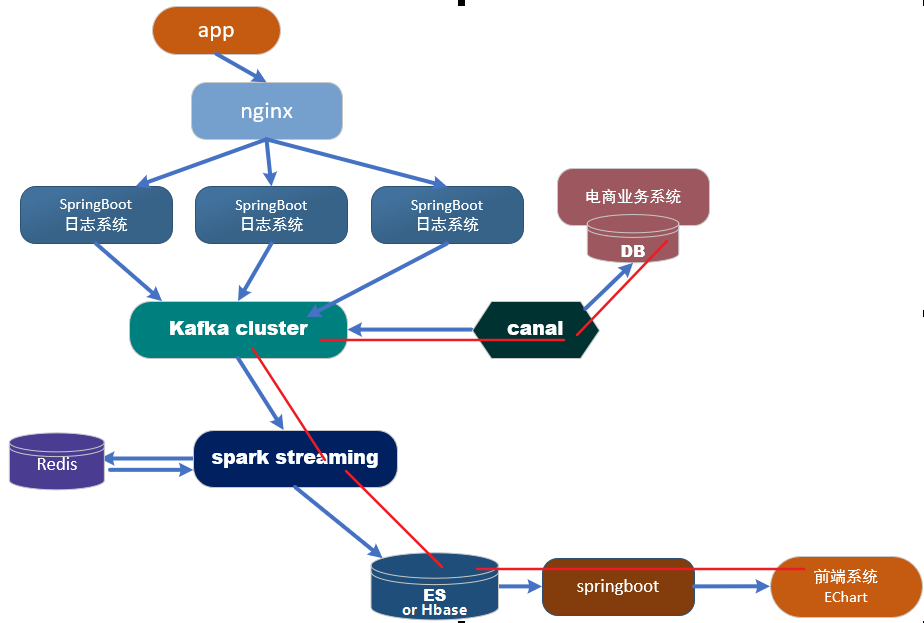 app
nginx
SpringBoot
日志系统
SpringBoot
日志系统
SpringBoot
日志系统
电商业务系统
DB
Kafka cluster
canal
Redis
spark streaming
ES
or Hbase
springboot
前端系统
EChart